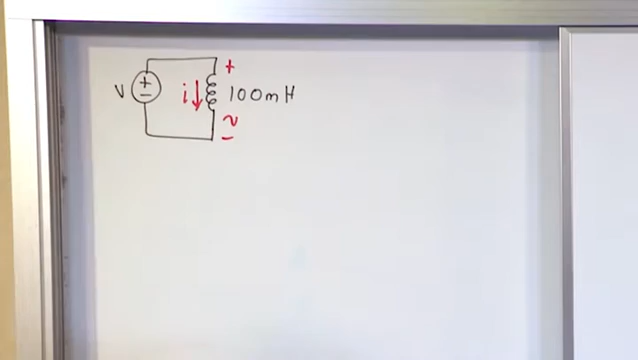 +
V + i 100mH
−
v
−